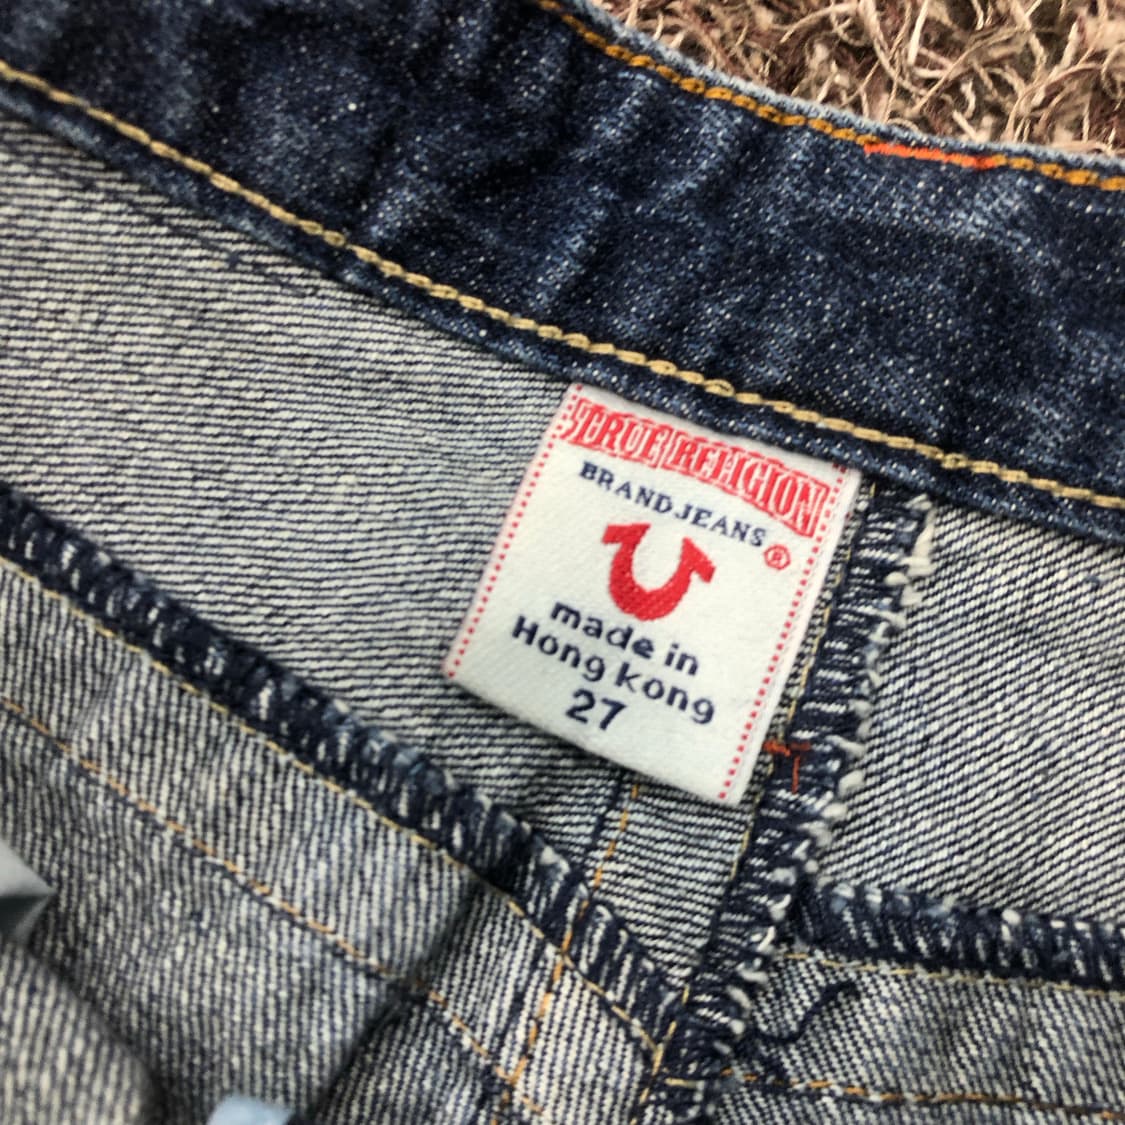 TRUE RELIGION
BRAND JEANS
®
made in
Hong kong
27